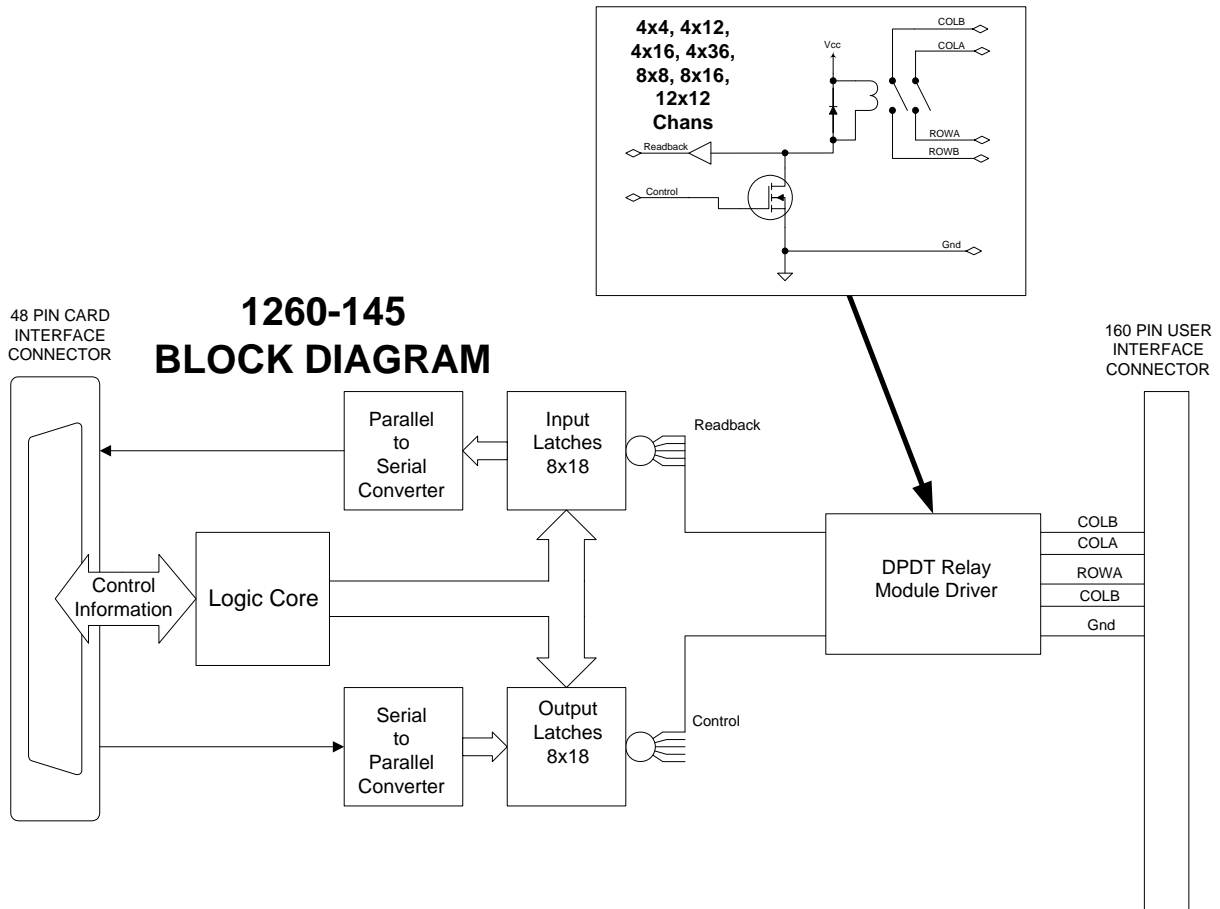 4x4, 4x12,
4x16, 4x36,
8x8, 8x16,
12x12
Chans
Vcc
COLB
COLA
ROWA
ROWB
Readback
Control
Gnd
1260-145
BLOCK DIAGRAM
48 PIN CARD
INTERFACE
CONNECTOR
160 PIN USER
INTERFACE
CONNECTOR
Parallel
to
Serial
Converter
Input
Latches
8x18
Readback
Control
Information
Logic Core
DPDT Relay
Module Driver
COLB
COLA
ROWA
COLB
Gnd
Serial
to
Parallel
Converter
Output
Latches
8x18
Control